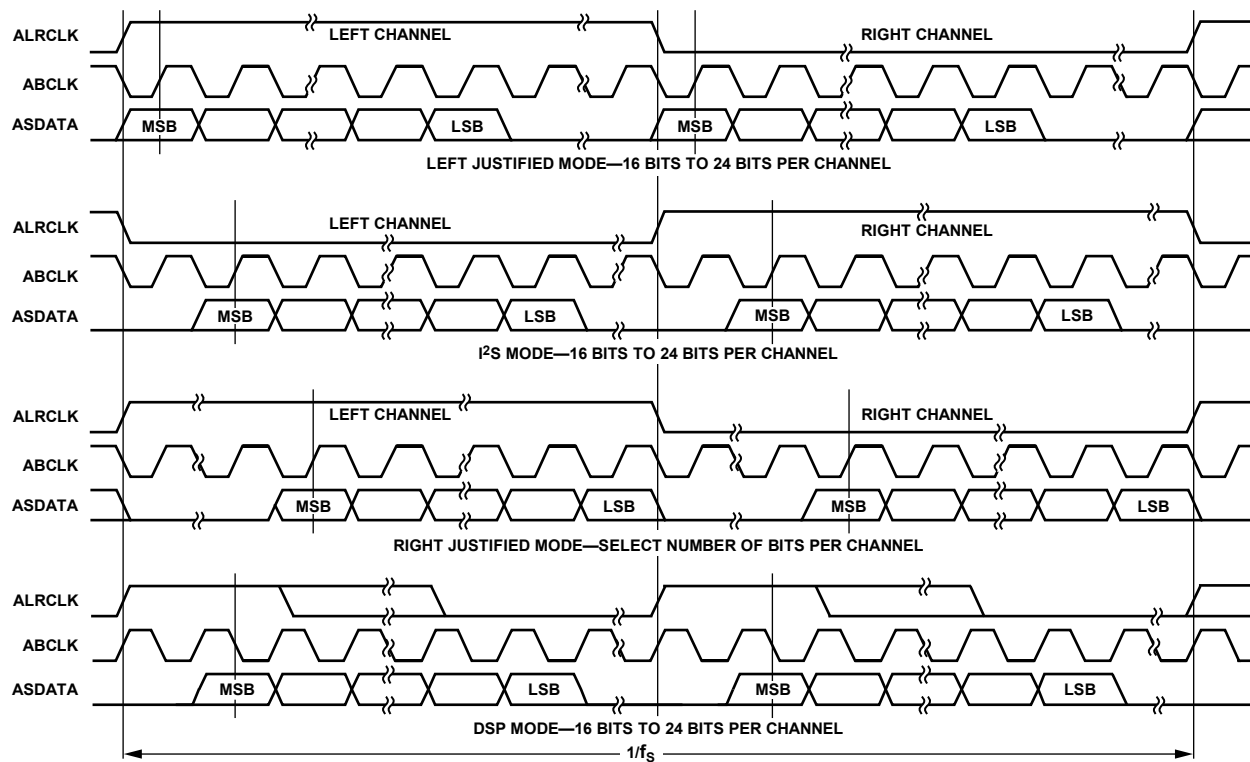 ALRCLK
LEFT CHANNEL
RIGHT CHANNEL
ABCLK
ASDATA
MSB
LSB
MSB
LSB
LEFT JUSTIFIED MODE—16 BITS TO 24 BITS PER CHANNEL
ALRCLK
LEFT CHANNEL
RIGHT CHANNEL
ABCLK
ASDATA
MSB
LSB
MSB
LSB
I²S MODE—16 BITS TO 24 BITS PER CHANNEL
ALRCLK
LEFT CHANNEL
RIGHT CHANNEL
ABCLK
ASDATA
MSB
LSB
MSB
LSB
RIGHT JUSTIFIED MODE—SELECT NUMBER OF BITS PER CHANNEL
ALRCLK
ABCLK
ASDATA
MSB
LSB
MSB
LSB
DSP MODE—16 BITS TO 24 BITS PER CHANNEL
1/fS